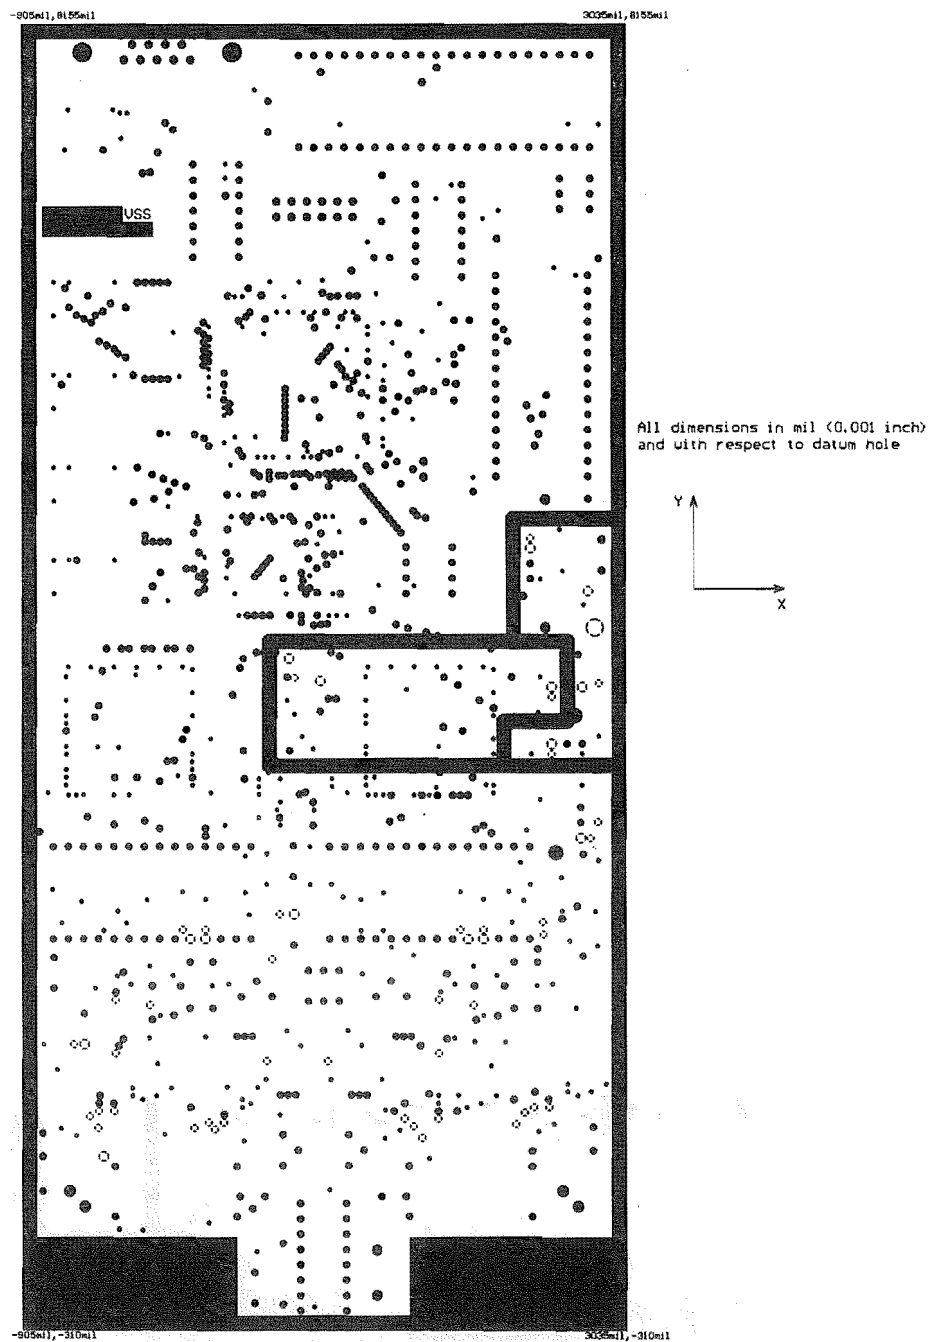 -905mil,8155mil
3035mil,8155mil
VSS
All dimensions in mil (0.001 inch)
and with respect to datum hole
Y
X
-905mil,-310mil
3035mil,-310mil